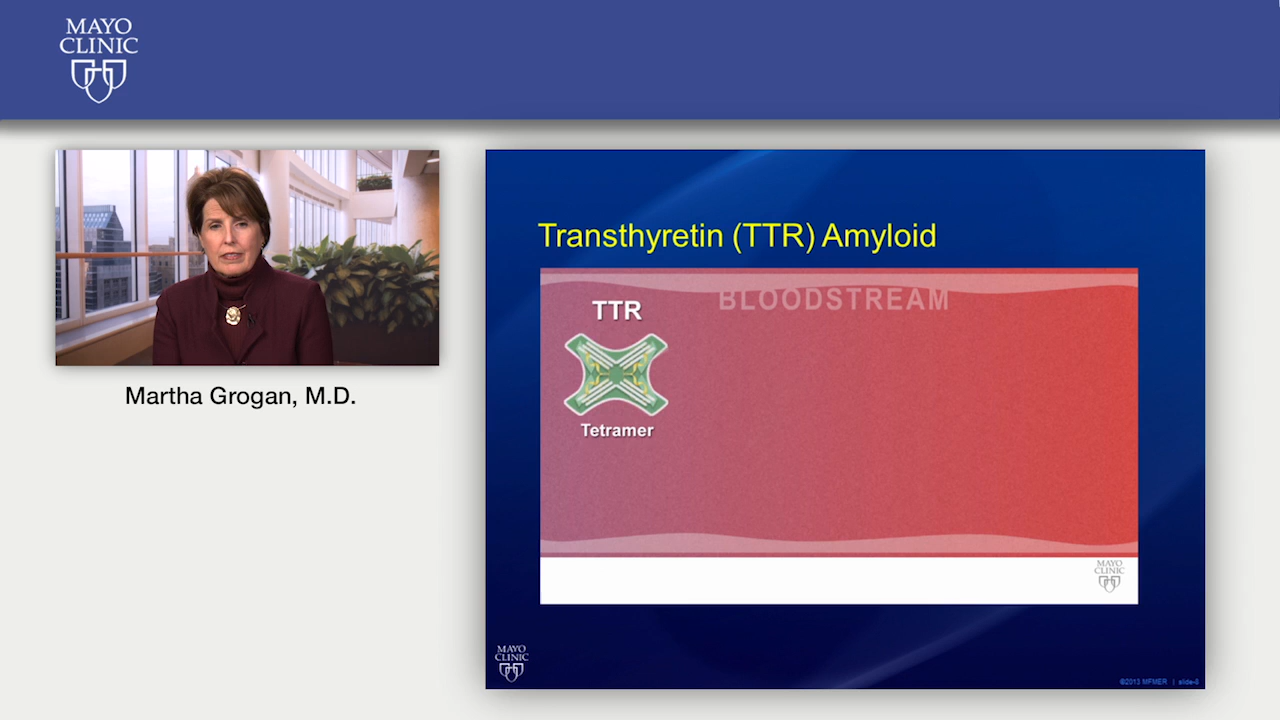 MAYO
CLINIC
Martha Grogan, M.D.
Transthyretin (TTR) Amyloid
BLOODSTREAM
TTR
Tetramer
MAYO
CLINIC
MAYO
CLINIC
©2013 MFMER | slide-8